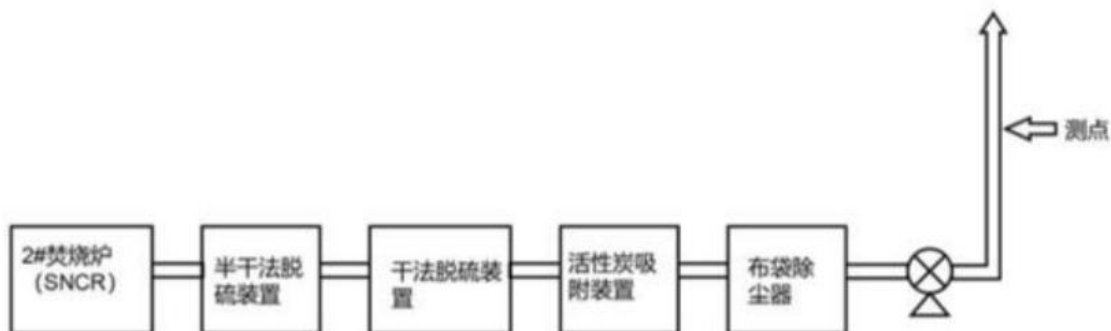 测点
2#焚烧炉
(SNCR)
半干法脱
硫装置
干法脱硫装
置
活性炭吸
附装置
布袋除
尘器